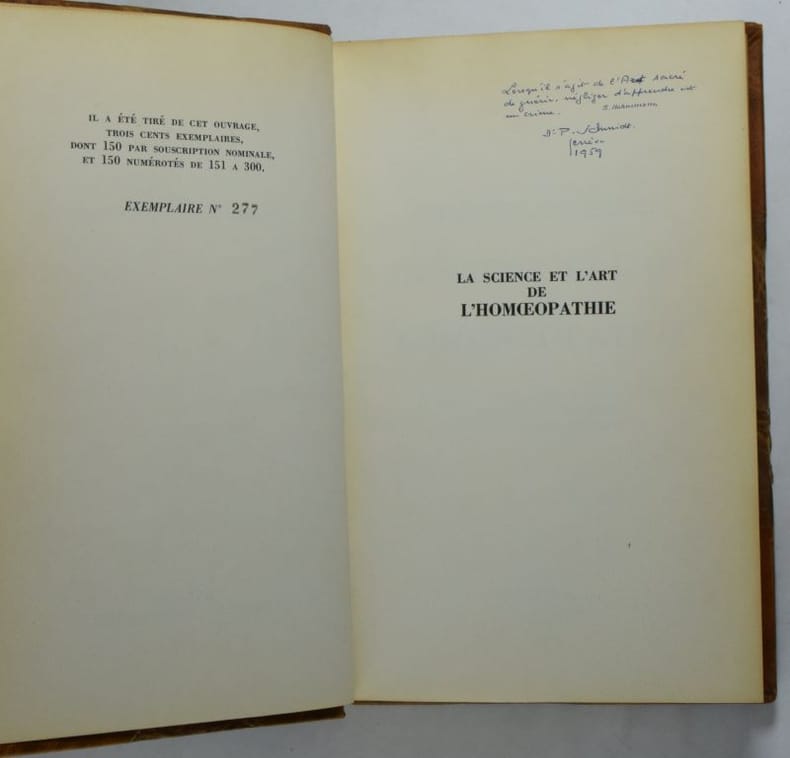 IL A ÉTÉ TIRÉ DE CET OUVRAGE,
TROIS CENTS EXEMPLAIRES,
DONT 150 PAR SOUSCRIPTION NOMINALE,
ET 150 NUMÉROTÉS DE 151 A 300.
EXEMPLAIRE N° 277
Lorsqu'il s'agit de l'Art sacré
de guérir, négliger d'apprendre est
un crime. S. Hahnemann
Dr P. Schmidt.
Genève
1959
LA SCIENCE ET L'ART
DE
L'HOMŒOPATHIE